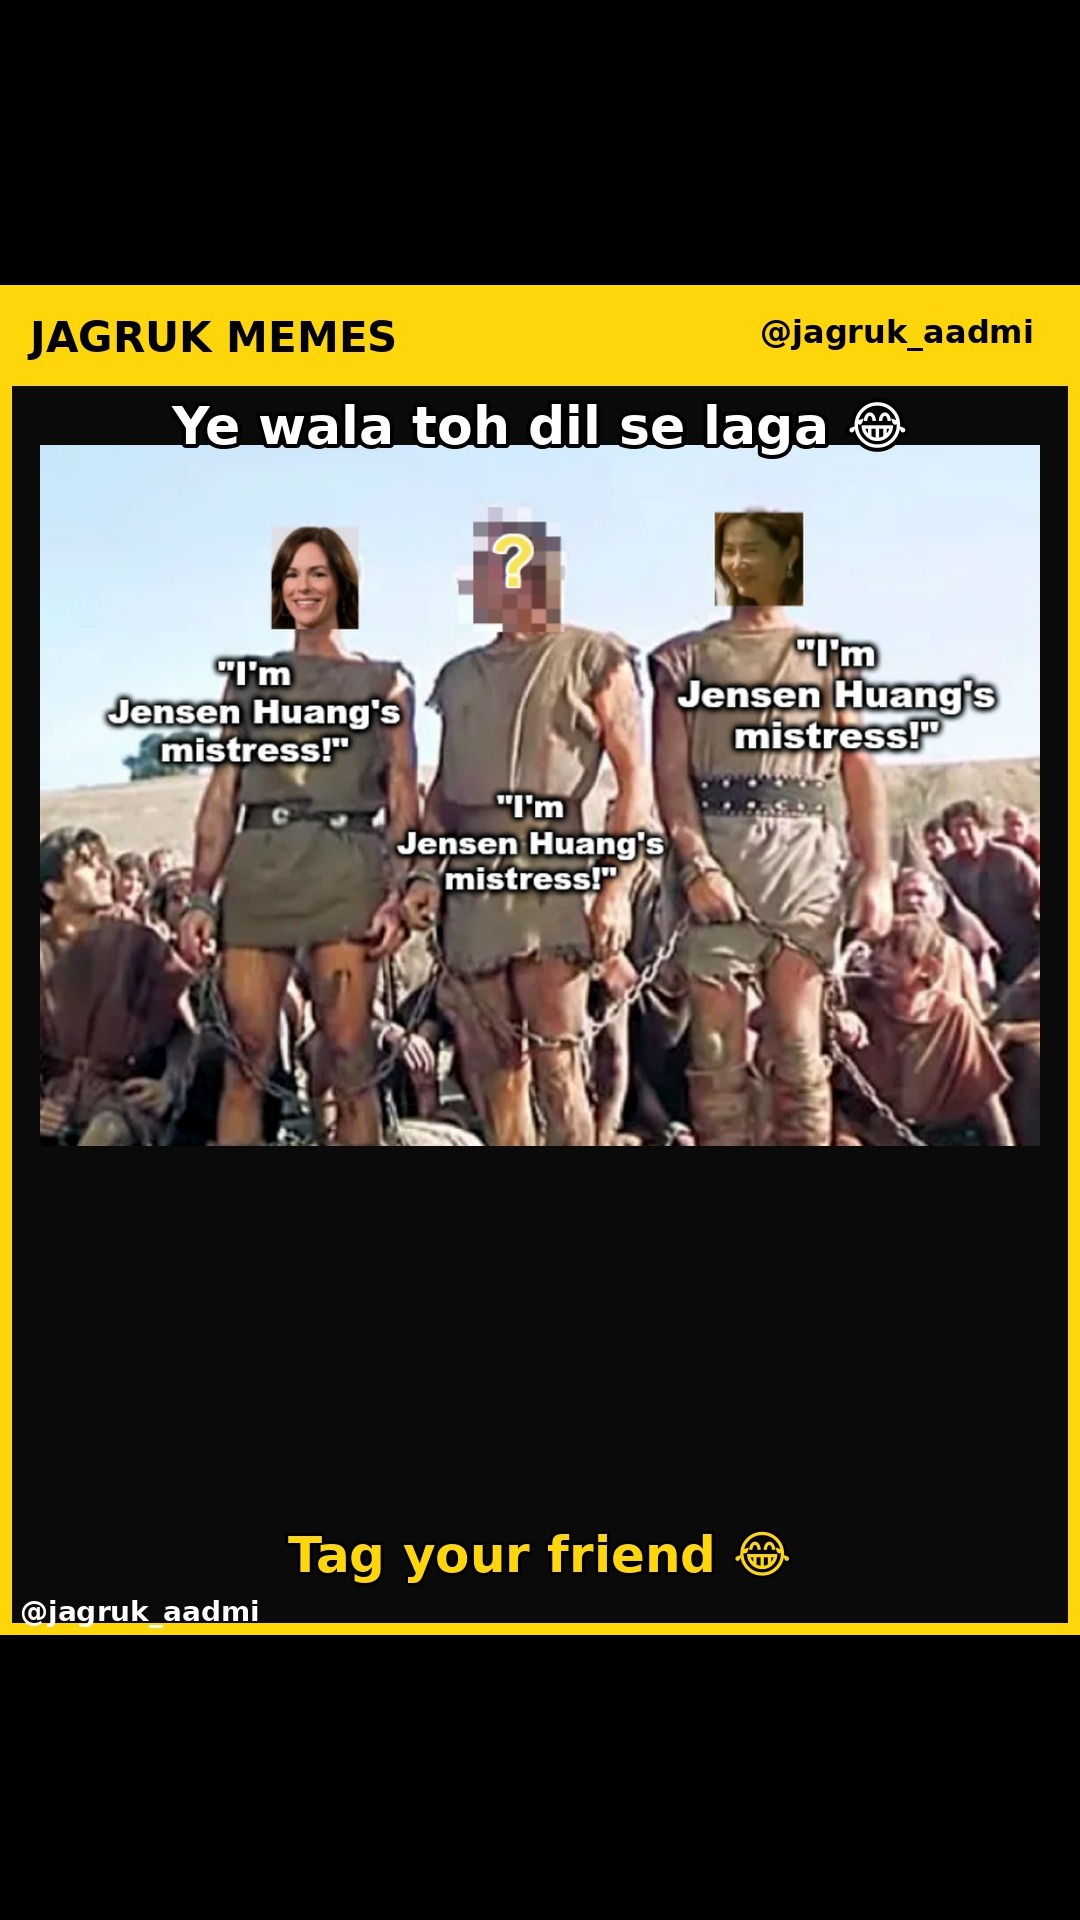 JAGRUK MEMES
@jagruk_aadmi
Ye wala toh dil se laga 😂
?
"I'm
Jensen Huang's
mistress!"
"I'm
Jensen Huang's
mistress!"
"I'm
Jensen Huang's
mistress!"
Tag your friend 😂
@jagruk_aadmi